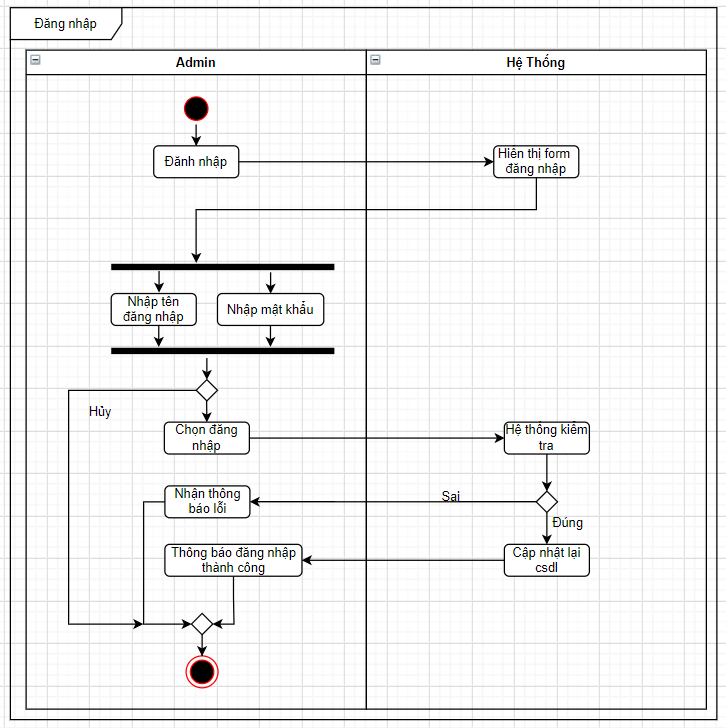 Đăng nhập
Admin
Hệ Thống
Đănh nhập
Hiển thị form
đăng nhập
Nhập tên
đăng nhập
Nhập mật khẩu
Hủy
Chọn đăng
nhập
Hệ thống kiểm
tra
Nhận thông
báo lỗi
Sai
Đúng
Thông báo đăng nhập
thành công
Cập nhật lại
csdl